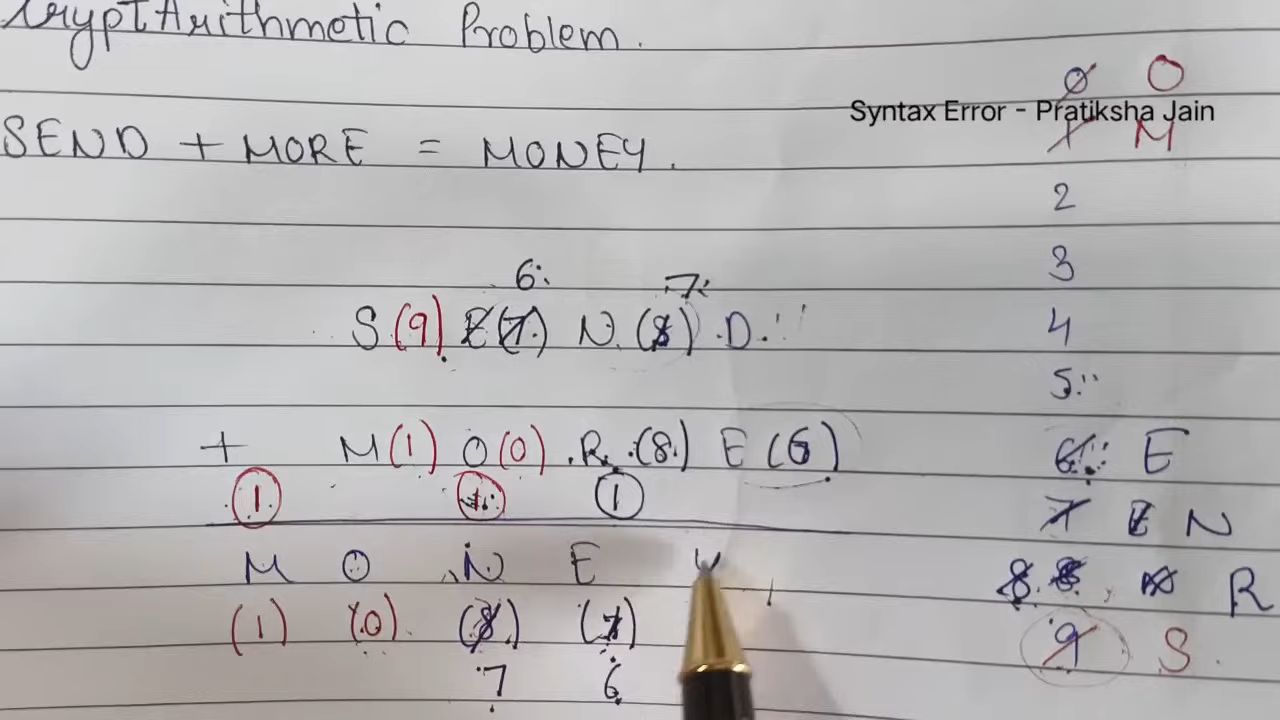 CryptArithmetic Problem.
0 O
Syntax Error - Pratiksha Jain
1 M
SEND + MORE = MONEY.
2
3
6 7
S (9) E (7) N (8) D
4
5
+ M (1) O (0) R (8) E (6)
6 E
1 1 1
7 E N
M O N E
8 8 N R
(1) (0) (8) (7)
9 S
7 6